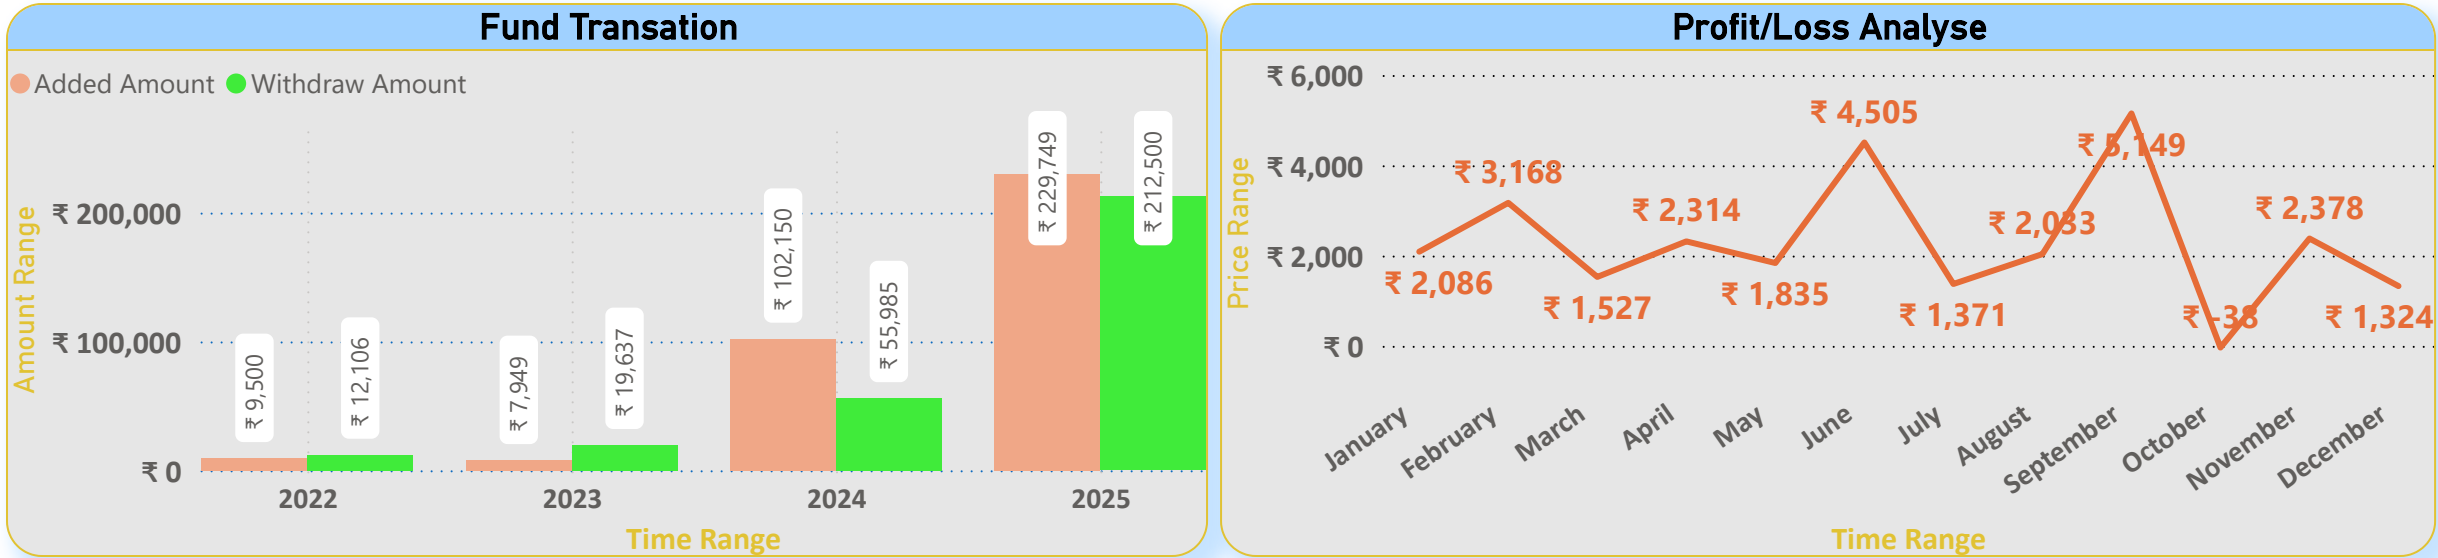 Fund Transation
Added Amount Withdraw Amount
Amount Range
₹ 200,000
₹ 100,000
₹ 0
₹ 9,500
₹ 12,106
₹ 7,949
₹ 19,637
₹ 102,150
₹ 55,985
₹ 229,749
₹ 212,500
2022 2023 2024 2025
Time Range
Profit/Loss Analyse
Price Range
₹ 6,000
₹ 4,000
₹ 2,000
₹ 0
₹ 2,086
₹ 3,168
₹ 1,527
₹ 2,314
₹ 1,835
₹ 4,505
₹ 1,371
₹ 2,033
₹ 5,149
₹ -38
₹ 2,378
₹ 1,324
January
February
March
April
May
June
July
August
September
October
November
December
Time Range